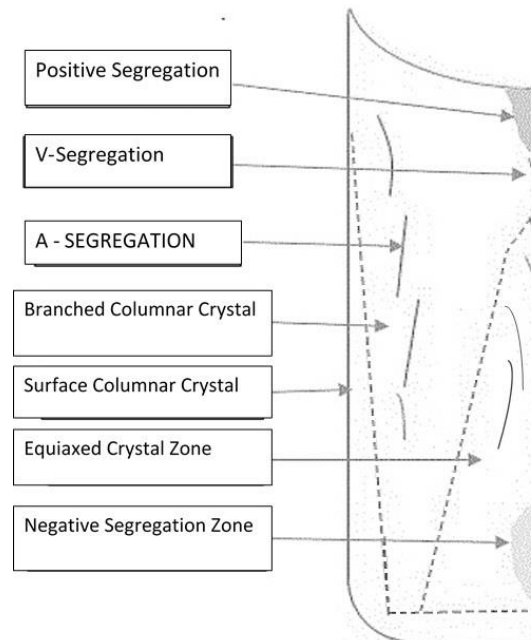 Positive Segregation
V-Segregation
A - SEGREGATION
Branched Columnar Crystal
Surface Columnar Crystal
Equiaxed Crystal Zone
Negative Segregation Zone